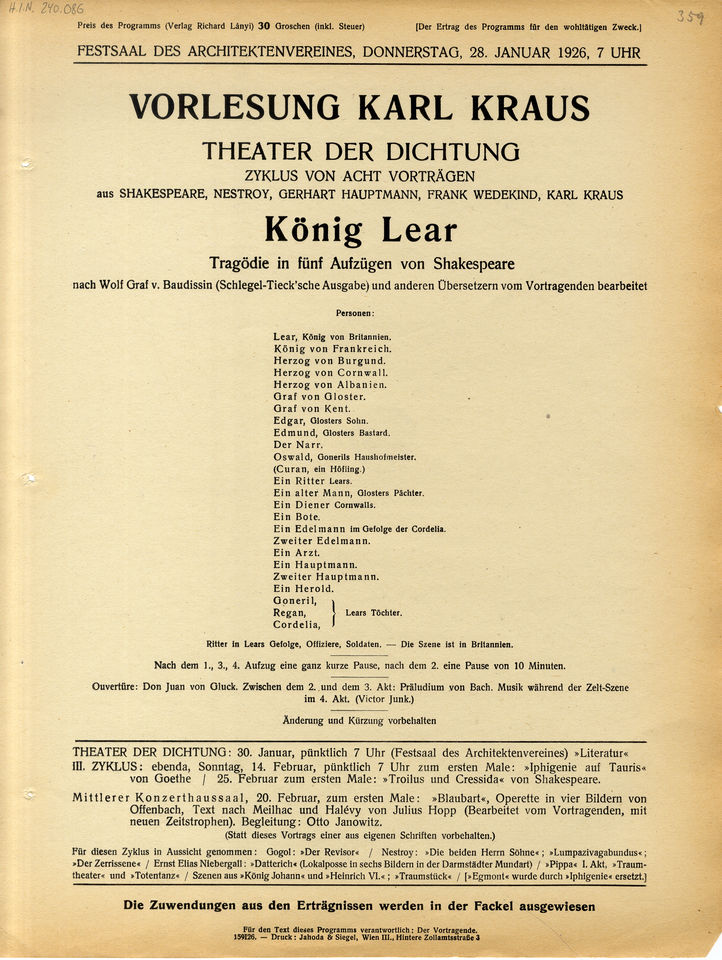 H.I.N. 240.086
359
Preis des Programms (Verlag Richard Lányi) 30 Groschen (inkl. Steuer) [Der Ertrag des Programms für den wohltätigen Zweck.]
FESTSAAL DES ARCHITEKTENVEREINES, DONNERSTAG, 28. JANUAR 1926, 7 UHR
VORLESUNG KARL KRAUS
THEATER DER DICHTUNG
ZYKLUS VON ACHT VORTRÄGEN
aus SHAKESPEARE, NESTROY, GERHART HAUPTMANN, FRANK WEDEKIND, KARL KRAUS
König Lear
Tragödie in fünf Aufzügen von Shakespeare
nach Wolf Graf v. Baudissin (Schlegel-Tieck'sche Ausgabe) und anderen Übersetzern vom Vortragenden bearbeitet
Personen:
Lear, König von Britannien.
König von Frankreich.
Herzog von Burgund.
Herzog von Cornwall.
Herzog von Albanien.
Graf von Gloster.
Graf von Kent.
Edgar, Glosters Sohn.
Edmund, Glosters Bastard.
Der Narr.
Oswald, Gonerils Haushofmeister.
(Curan, ein Höfling.)
Ein Ritter Lears.
Ein alter Mann, Glosters Pächter.
Ein Diener Cornwalls.
Ein Bote.
Ein Edelmann im Gefolge der Cordelia.
Zweiter Edelmann.
Ein Arzt.
Ein Hauptmann.
Zweiter Hauptmann.
Ein Herold.
Goneril,
Regan, } Lears Töchter.
Cordelia,
Ritter in Lears Gefolge, Offiziere, Soldaten. — Die Szene ist in Britannien.
Nach dem 1., 3., 4. Aufzug eine ganz kurze Pause, nach dem 2. eine Pause von 10 Minuten.
Ouvertüre: Don Juan von Gluck. Zwischen dem 2. und dem 3. Akt: Präludium von Bach. Musik während der Zelt-Szene
im 4. Akt. (Victor Junk.)
Änderung und Kürzung vorbehalten
THEATER DER DICHTUNG: 30. Januar, pünktlich 7 Uhr (Festsaal des Architektenvereines) »Literatur«
III. ZYKLUS: ebenda, Sonntag, 14. Februar, pünktlich 7 Uhr zum ersten Male: »Iphigenie auf Tauris«
von Goethe / 25. Februar zum ersten Male: »Troilus und Cressida« von Shakespeare.
Mittlerer Konzerthaussaal, 20. Februar, zum ersten Male: »Blaubart«, Operette in vier Bildern von
Offenbach, Text nach Meilhac und Halévy von Julius Hopp (Bearbeitet vom Vortragenden, mit
neuen Zeitstrophen). Begleitung: Otto Janowitz.
(Statt dieses Vortrags einer aus eigenen Schriften vorbehalten.)
Für diesen Zyklus in Aussicht genommen: Gogol: »Der Revisor« / Nestroy: »Die beiden Herrn Söhne«; »Lumpazivagabundus«;
»Der Zerrissene« / Ernst Elias Niebergall: »Datterich« (Lokalposse in sechs Bildern in der Darmstädter Mundart) / »Pippa« I. Akt, »Traum-
theater« und »Totentanz« / Szenen aus »König Johann« und »Heinrich VI.«; »Traumstück« / [»Egmont« wurde durch »Iphigenie« ersetzt.]
Die Zuwendungen aus den Erträgnissen werden in der Fackel ausgewiesen
Für den Text dieses Programms verantwortlich: Der Vortragende.
159126. — Druck: Jahoda & Siegel, Wien III., Hintere Zollamtsstraße 3